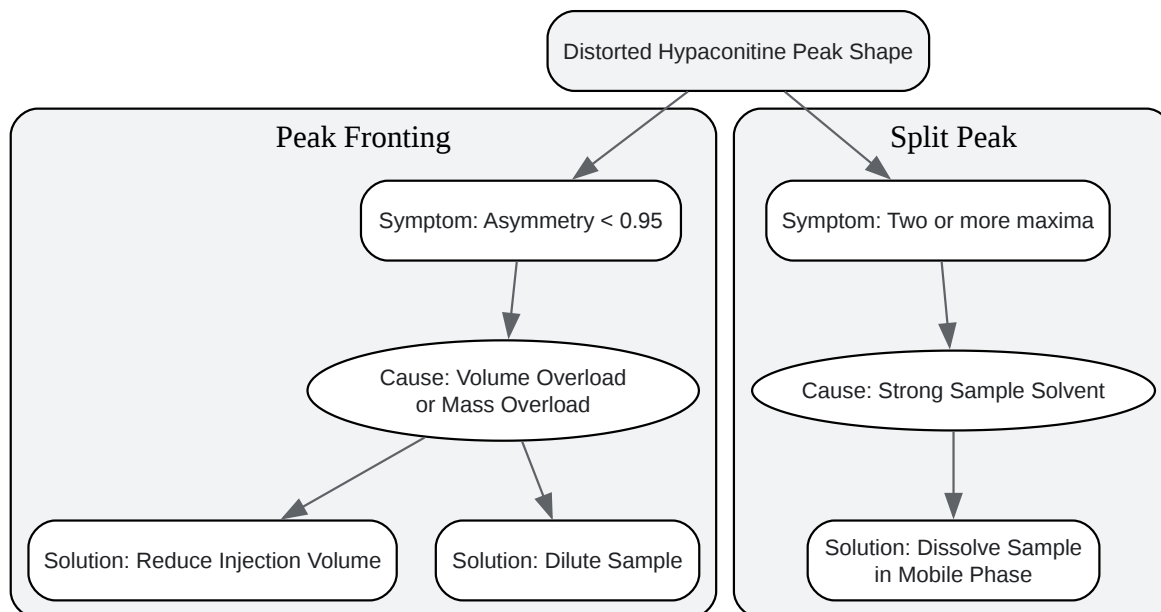 Distorted Hypaconitine Peak Shape
Peak Fronting
Split Peak
Symptom: Asymmetry < 0.95
Symptom: Two or more maxima
Cause: Volume Overload
or Mass Overload
Cause: Strong Sample Solvent
Solution: Reduce Injection Volume
Solution: Dilute Sample
Solution: Dissolve Sample
in Mobile Phase